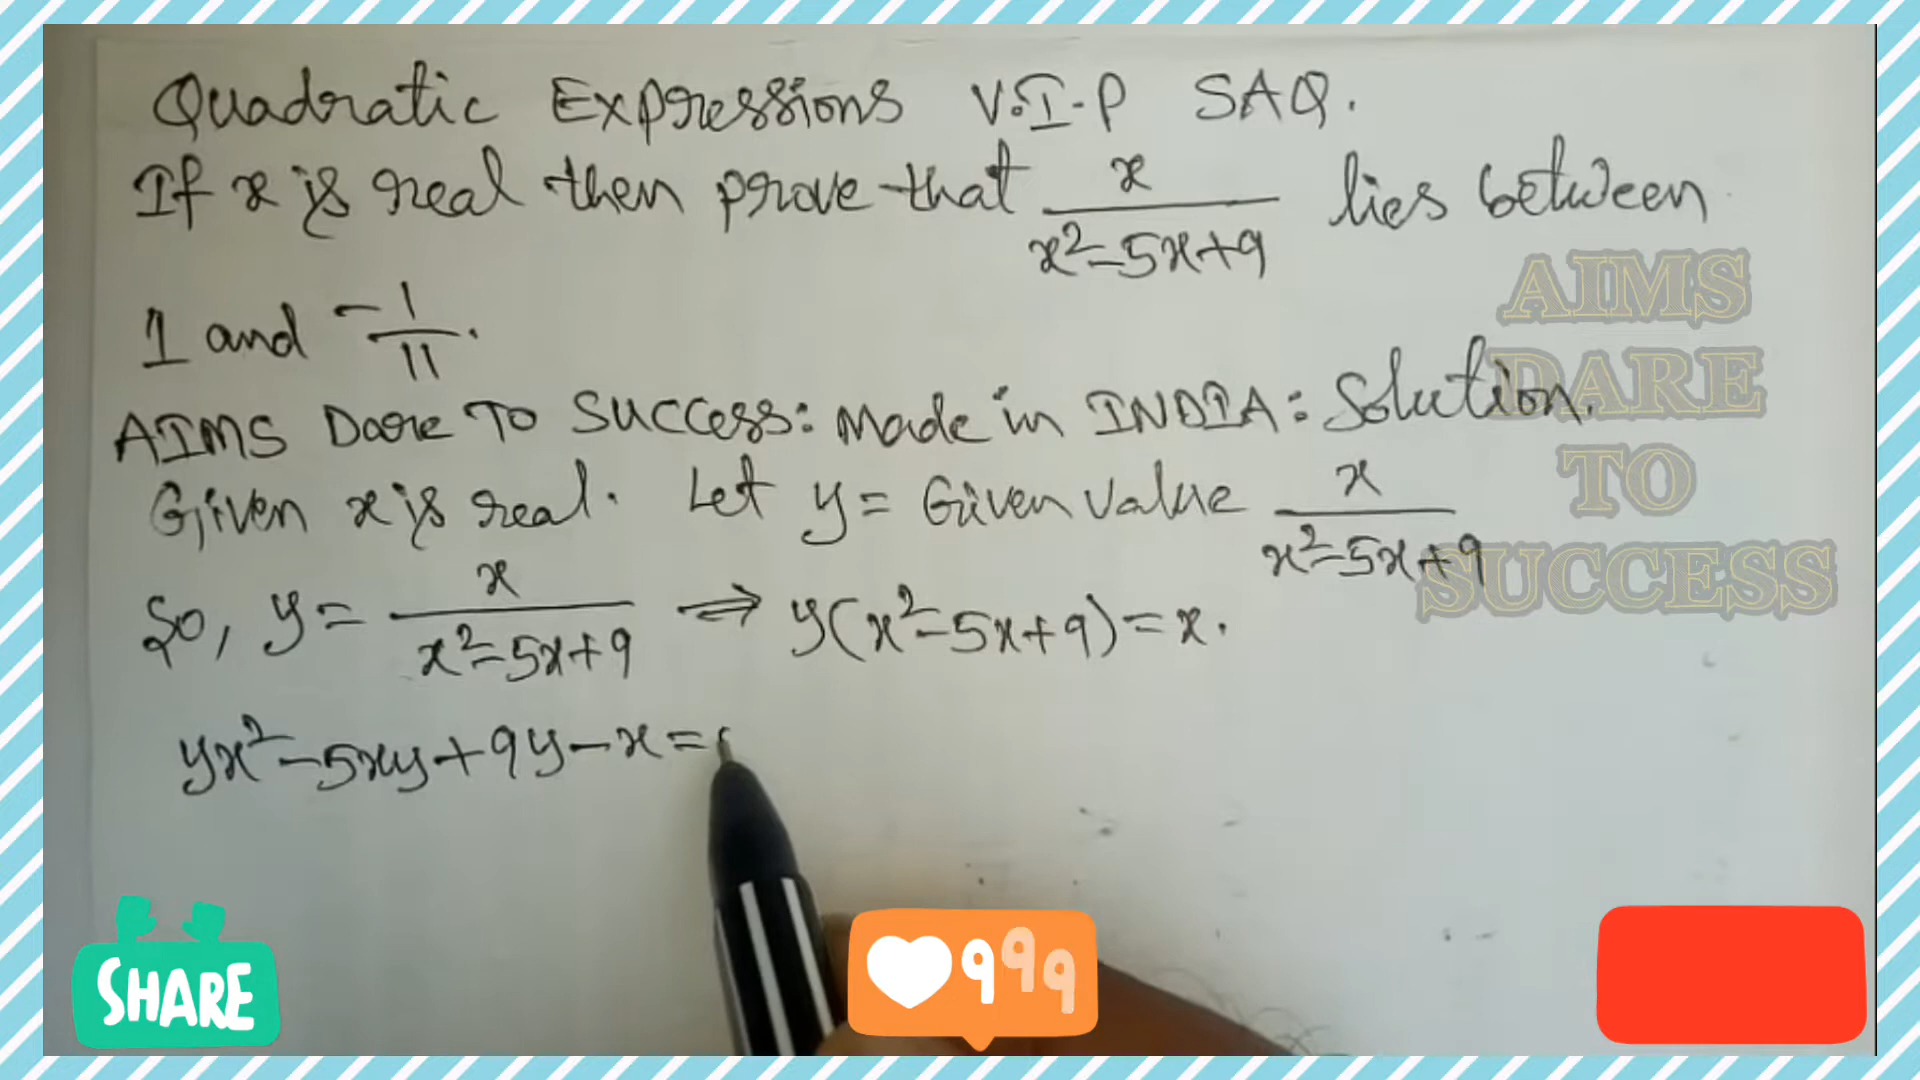 Quadratic Expressions V.I.P SAQ.
If x is real then prove that x/(x²-5x+9) lies between
1 and -1/11.
AIMS Dare To Success: Made in INDIA: Solution.
Given x is real. Let y = Given value x/(x²-5x+9)
So, y = x/(x²-5x+9) ⇒ y(x²-5x+9) = x.
yx²-5xy+9y-x=
AIMS
DARE
TO
SUCCESS
SHARE
999